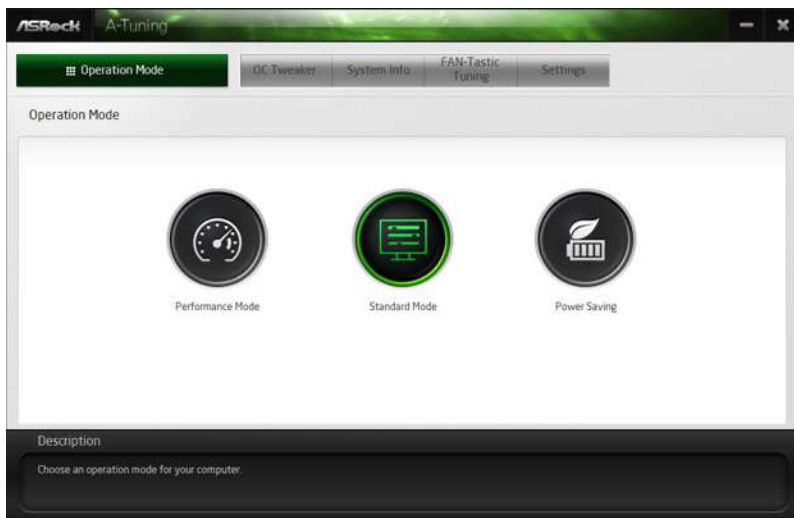 ASRock A-Tuning
Operation Mode OC Tweaker System Info FAN-Tastic
Tuning Settings
Operation Mode
Performance Mode Standard Mode Power Saving
Description
Choose an operation mode for your computer.